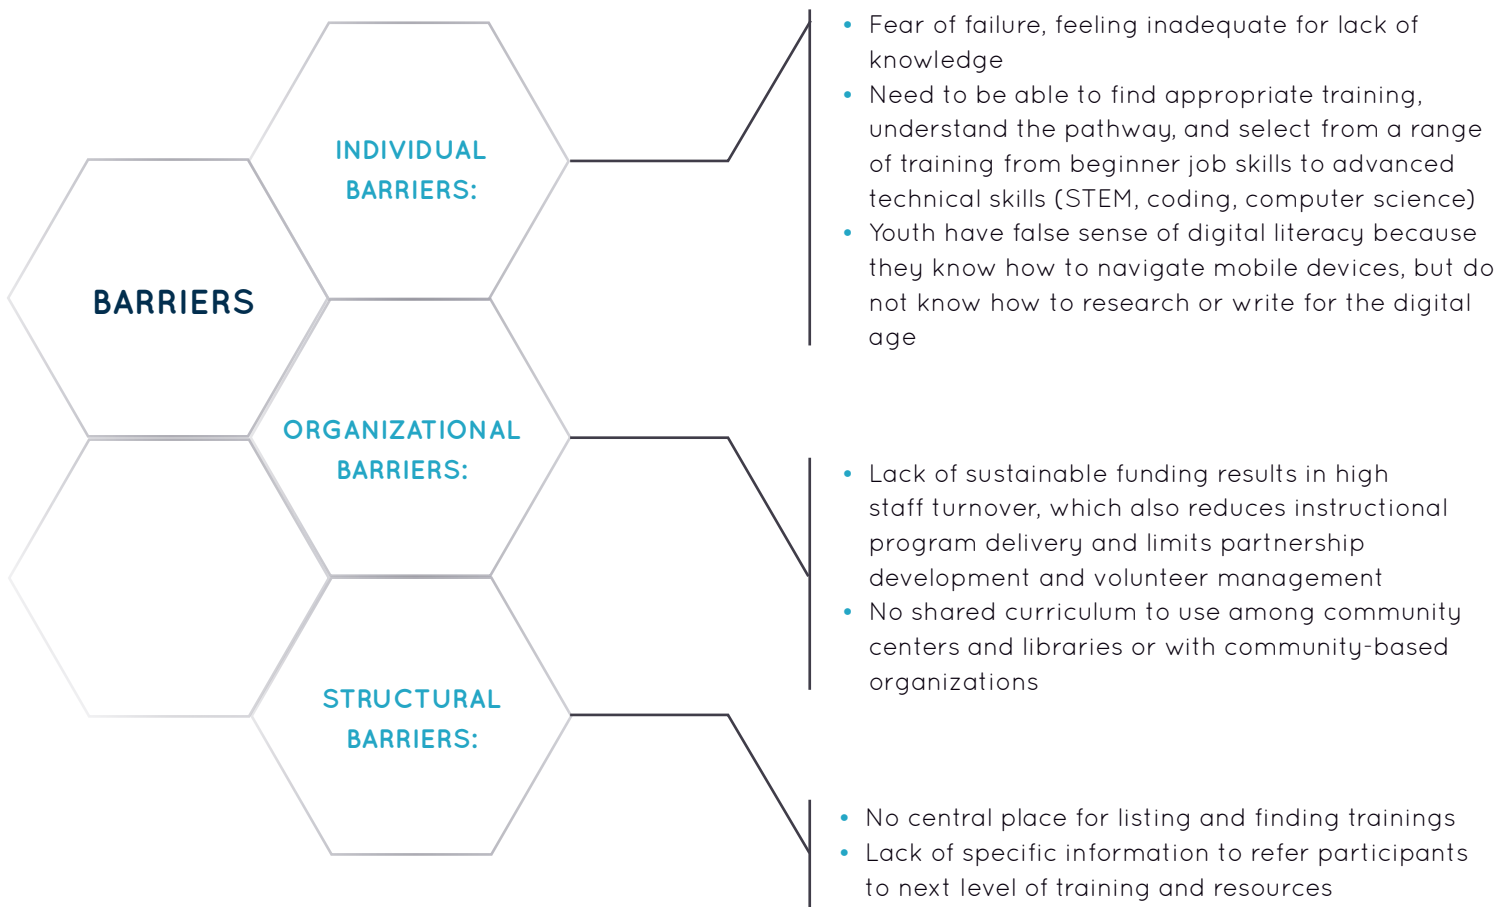 BARRIERS
INDIVIDUAL
BARRIERS:
• Fear of failure, feeling inadequate for lack of
knowledge
• Need to be able to find appropriate training,
understand the pathway, and select from a range
of training from beginner job skills to advanced
technical skills (STEM, coding, computer science)
• Youth have false sense of digital literacy because
they know how to navigate mobile devices, but do
not know how to research or write for the digital
age
ORGANIZATIONAL
BARRIERS:
• Lack of sustainable funding results in high
staff turnover, which also reduces instructional
program delivery and limits partnership
development and volunteer management
• No shared curriculum to use among community
centers and libraries or with community-based
organizations
STRUCTURAL
BARRIERS:
• No central place for listing and finding trainings
• Lack of specific information to refer participants
to next level of training and resources